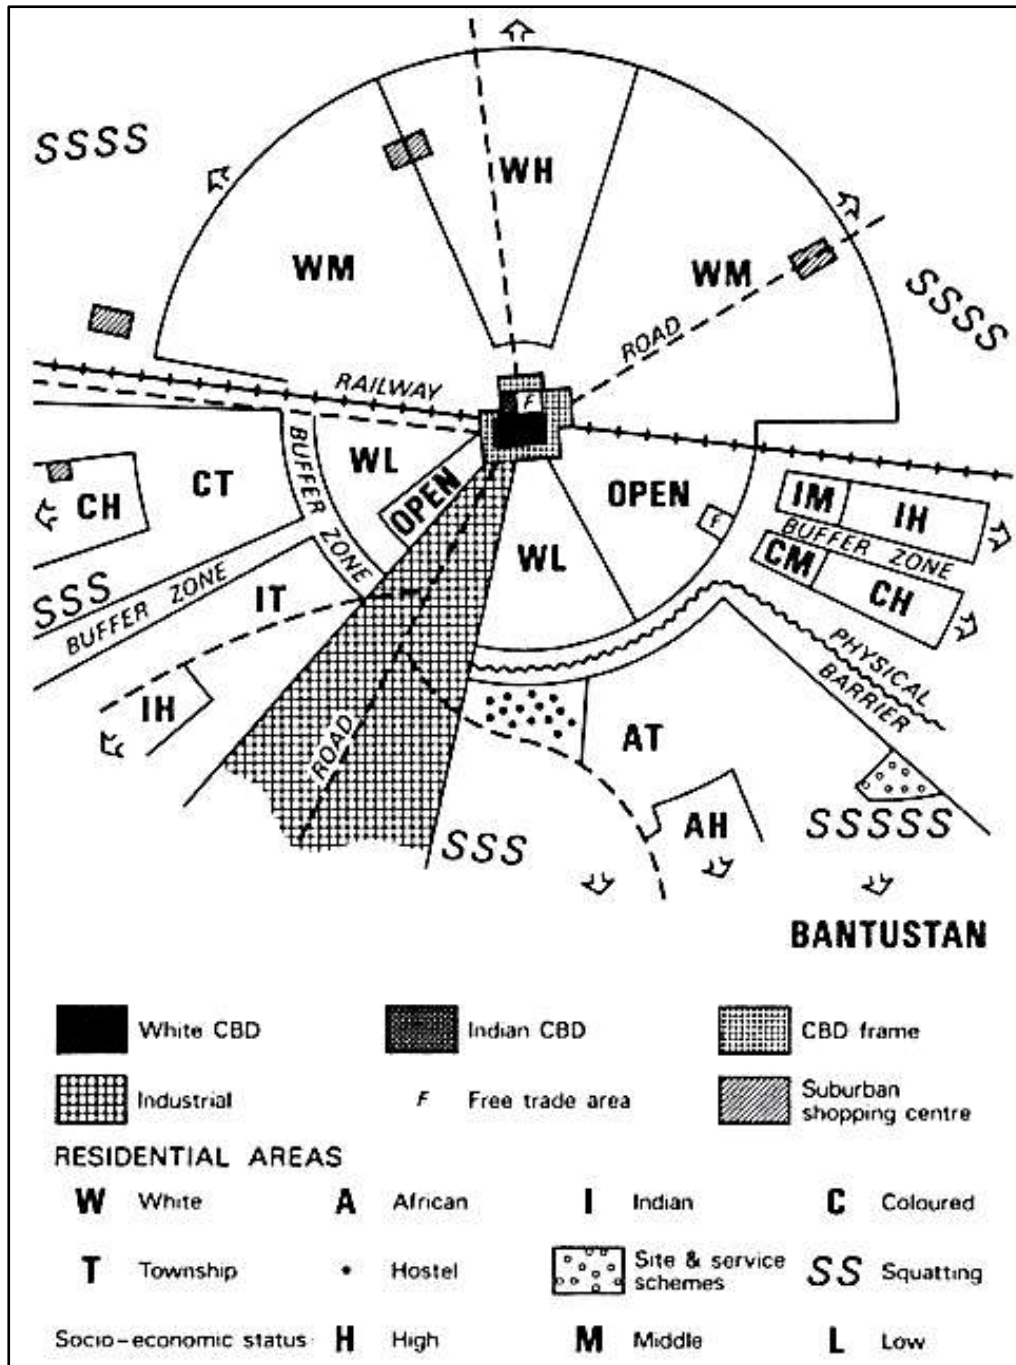 SSSS
WH
WM
WM
SSSS
ROAD
RAILWAY
F
BUFFER ZONE
WL
OPEN
OPEN
F
IM
IH
BUFFER ZONE
CM
CH
CH
CT
WL
SSS
BUFFER ZONE
IT
PHYSICAL
BARRIER
IH
ROAD
AT
AH
SSS
SSSSS
BANTUSTAN
White CBD
Indian CBD
CBD frame
Industrial
F Free trade area
Suburban
shopping centre
RESIDENTIAL AREAS
W White
A African
I Indian
C Coloured
T Township
Hostel
Site & service
schemes
SS Squatting
Socio-economic status
H High
M Middle
L Low